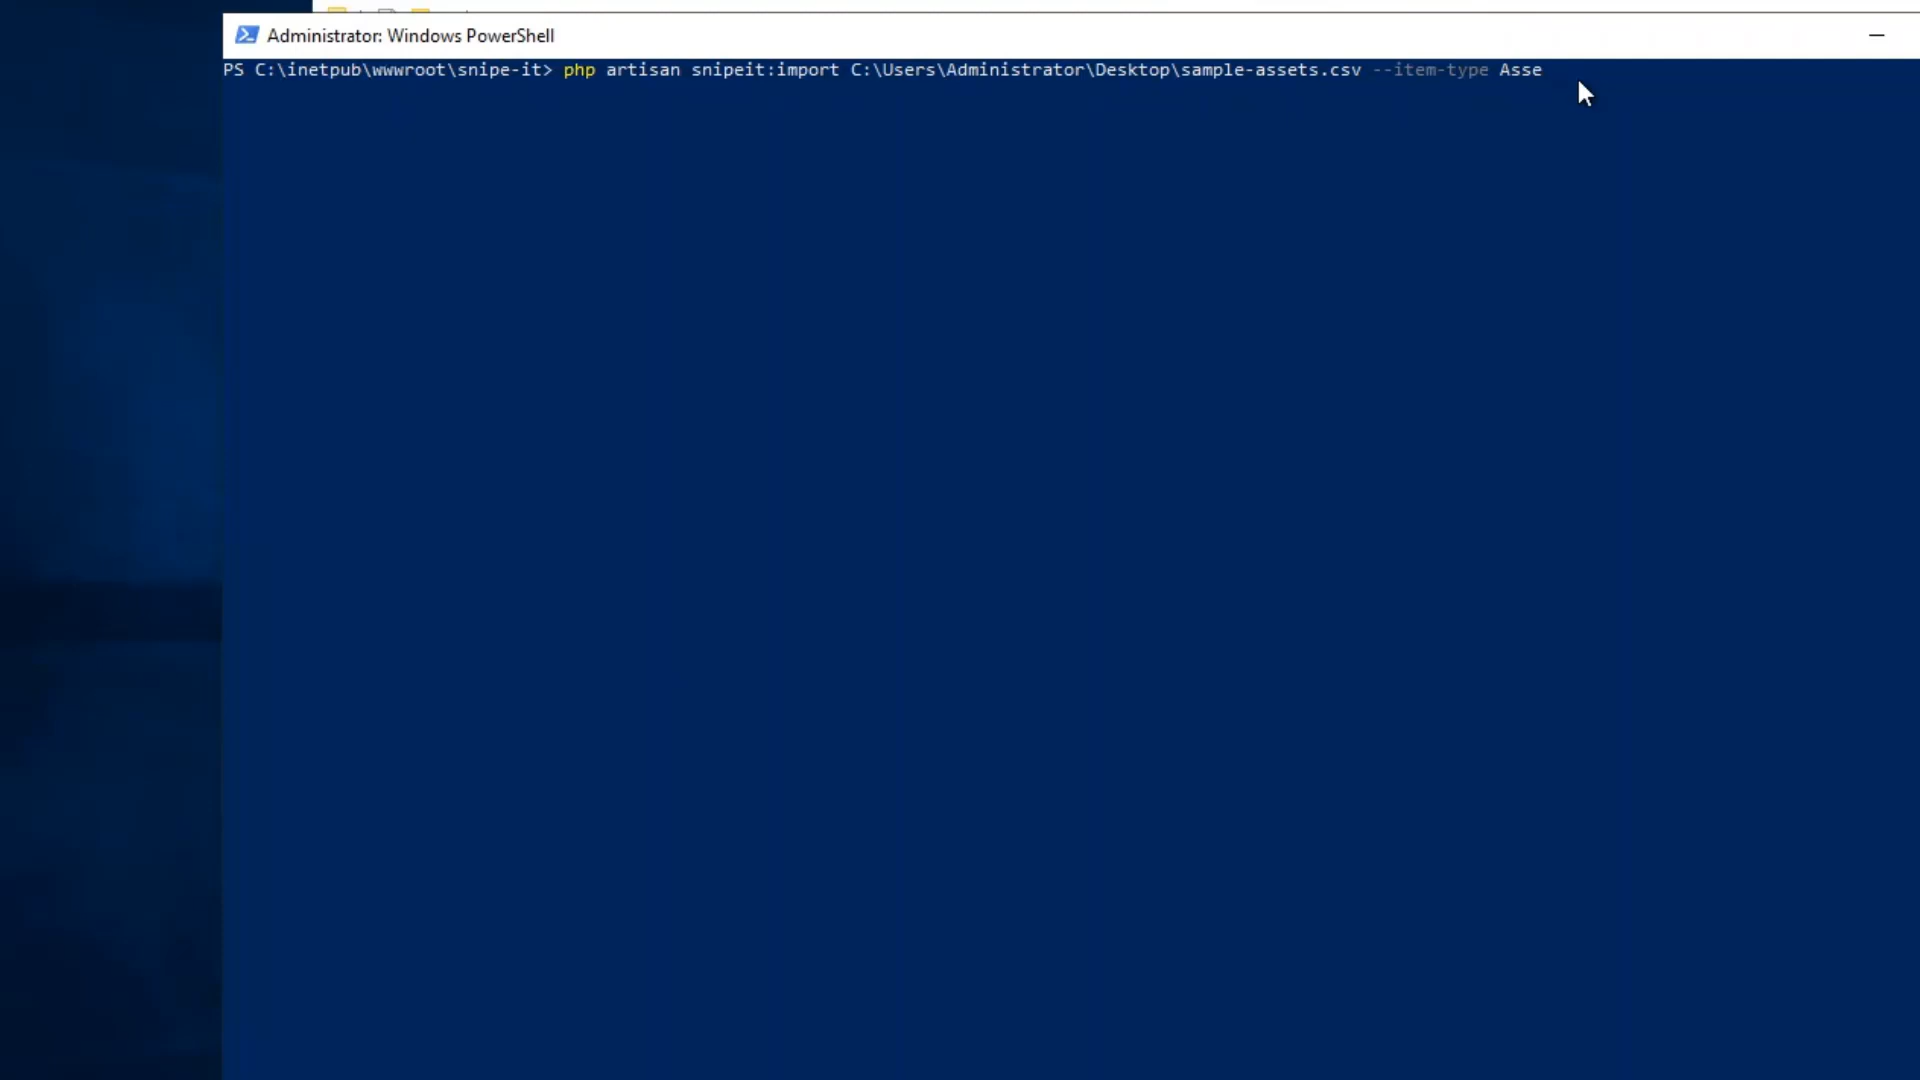 Administrator: Windows PowerShell
PS C:\inetpub\wwwroot\snipe-it> php artisan snipeit:import C:\Users\Administrator\Desktop\sample-assets.csv --item-type Asse